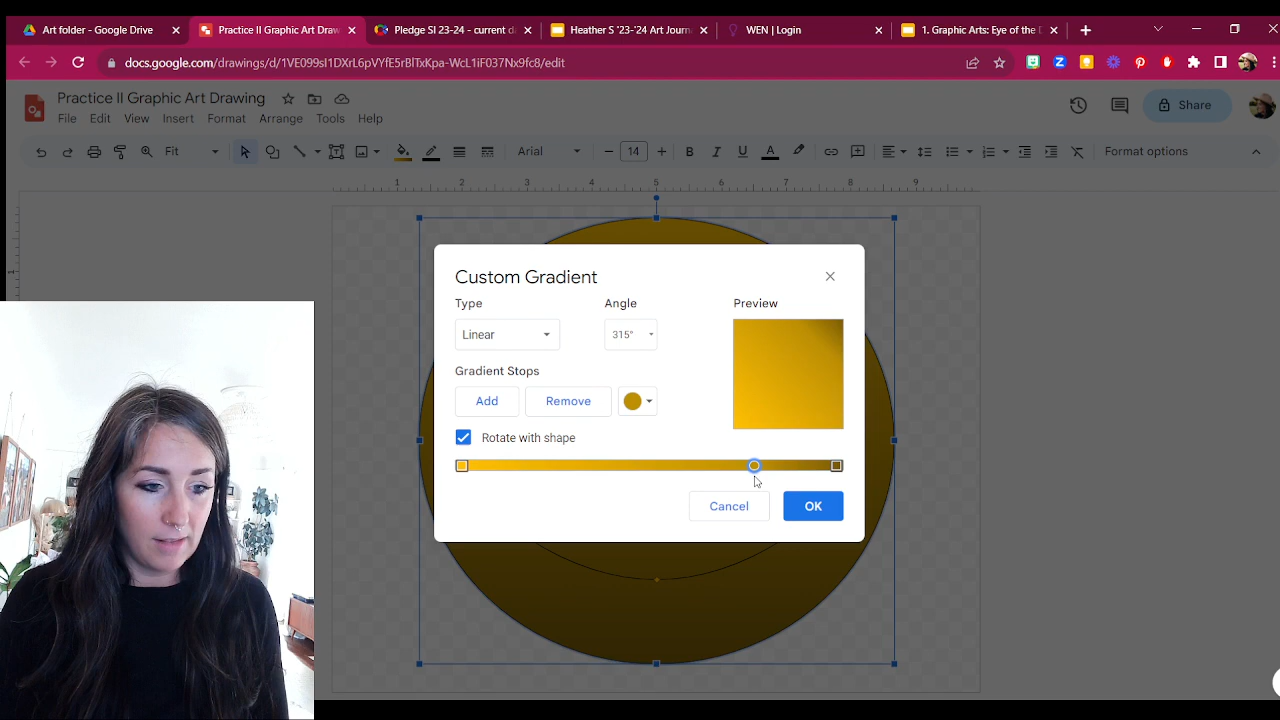 Art folder - Google Drive
Practice II Graphic Art Draw
Pledge SI 23-24 - current d
Heather S '23-'24 Art Journ
WEN | Login
1. Graphic Arts: Eye of the D
docs.google.com/drawings/d/1VE099sI1DXrL6pVYfE5rBlTxKpa-WcL1iF037Nx9fc8/edit
Practice II Graphic Art Drawing
File Edit View Insert Format Arrange Tools Help
Share
Fit Arial 14 Format options
1 2 3 4 5 6 7 8 9
1
Custom Gradient
Type Angle Preview
Linear 315°
Gradient Stops
Add Remove
Rotate with shape
Cancel OK